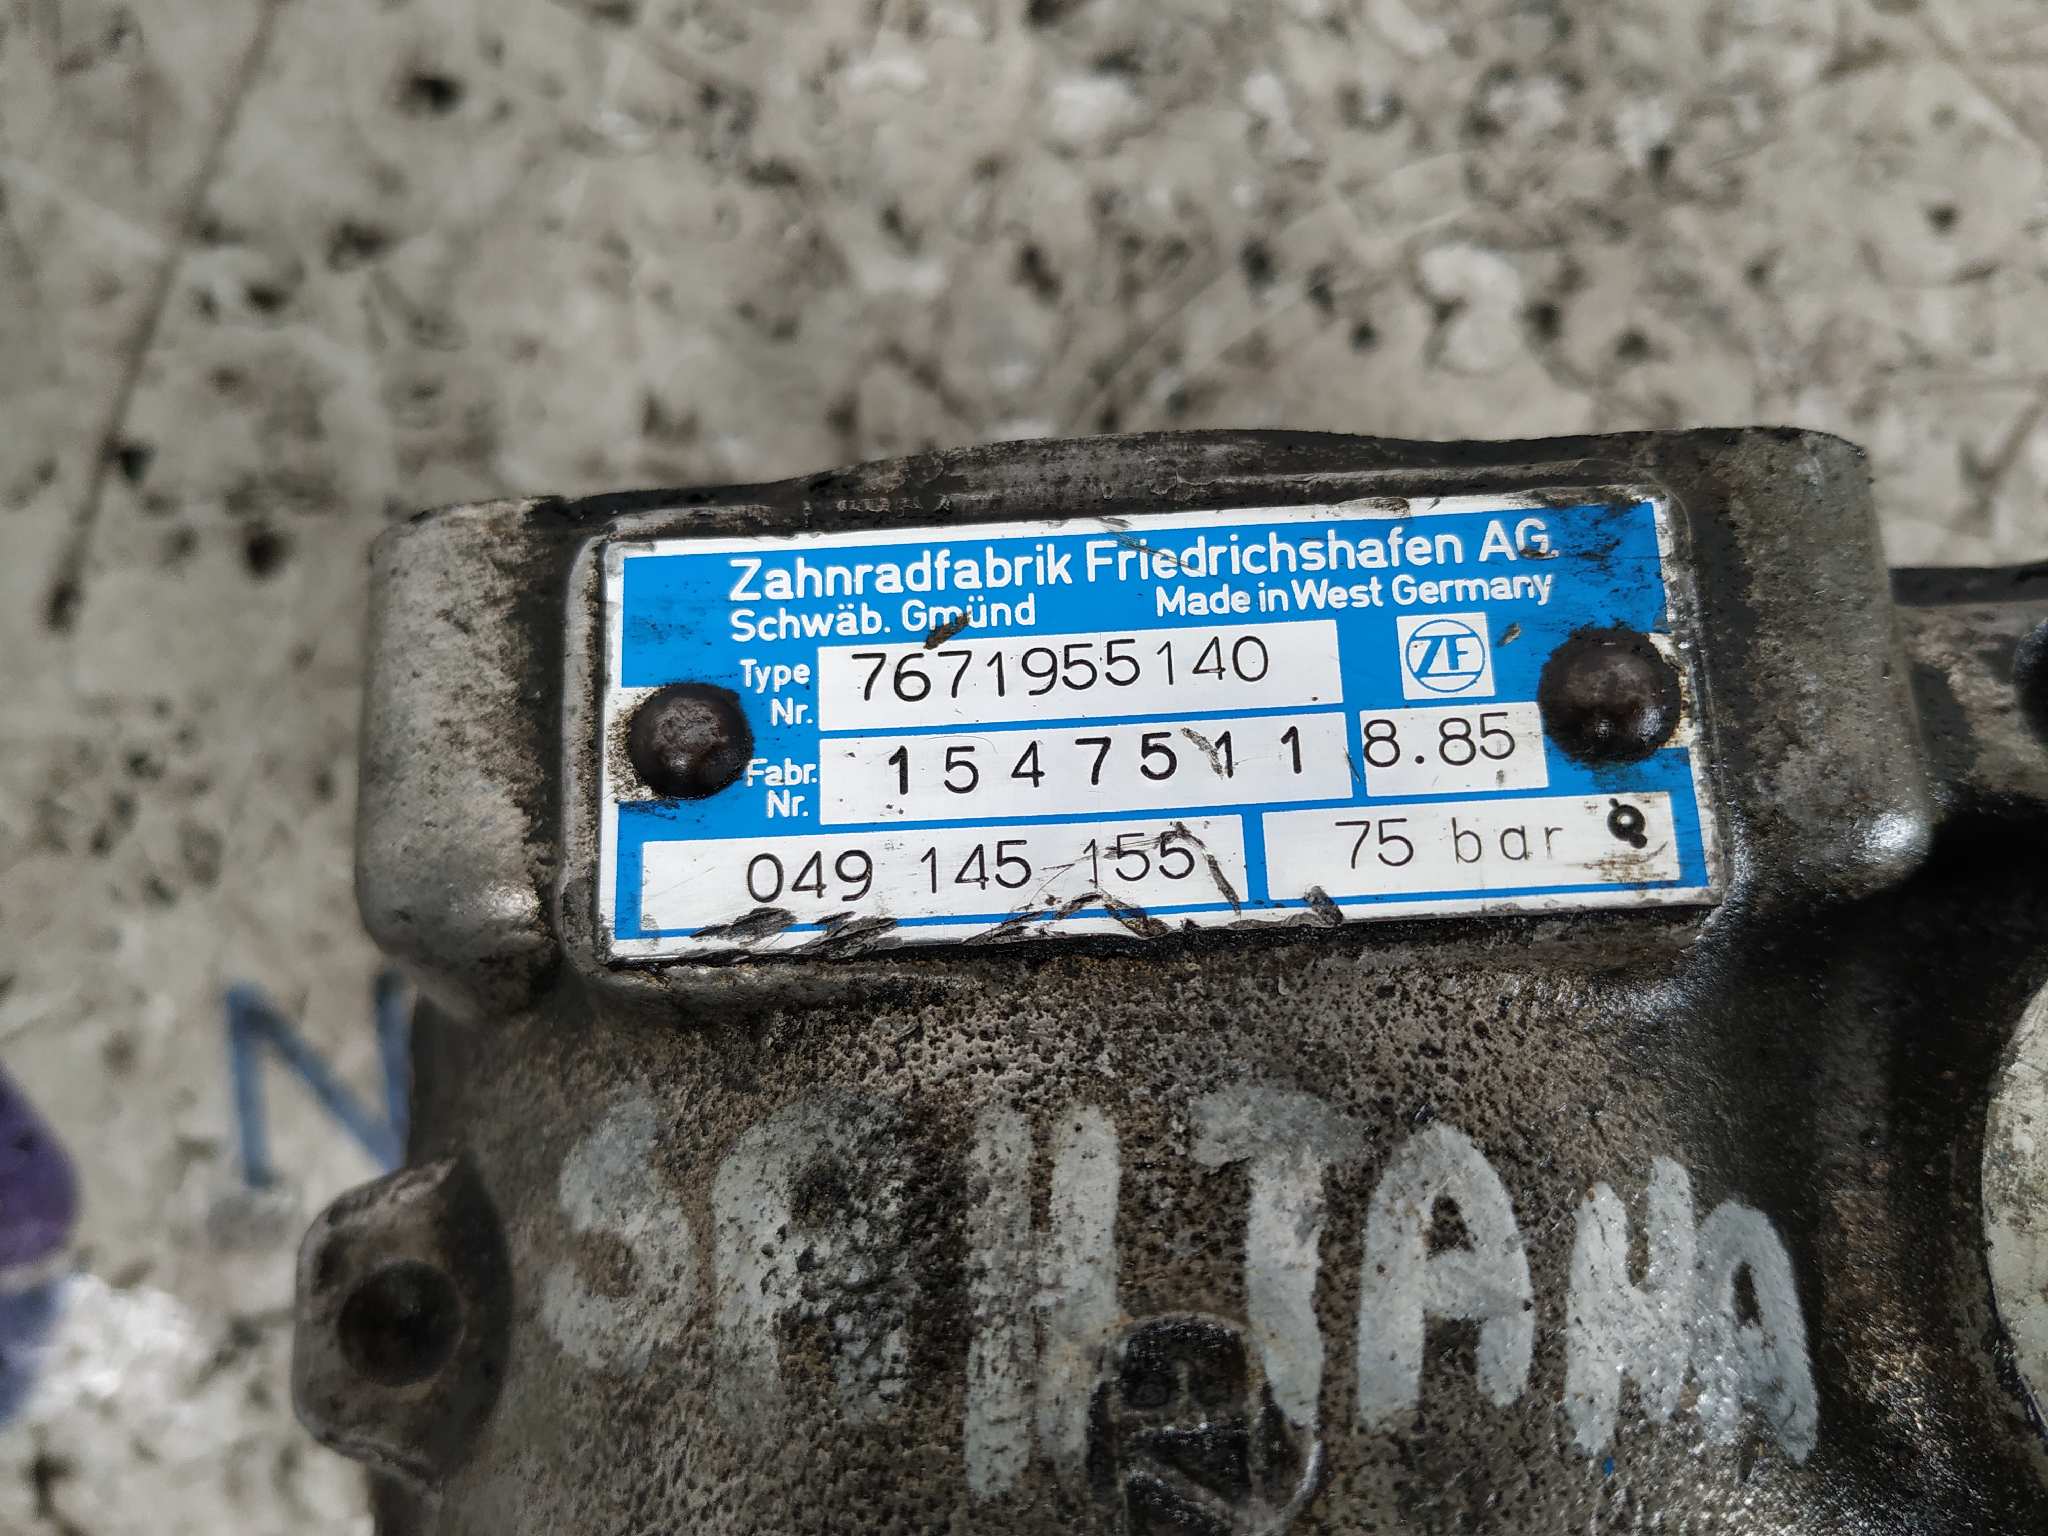 Zahnradfabrik Friedrichshafen AG.
Schwäb. Gmünd Made in West Germany
Type Nr. 7671955140 ZF
Fabr. Nr. 1547511 8.85
049 145 155 75 bar
N
SANTANA